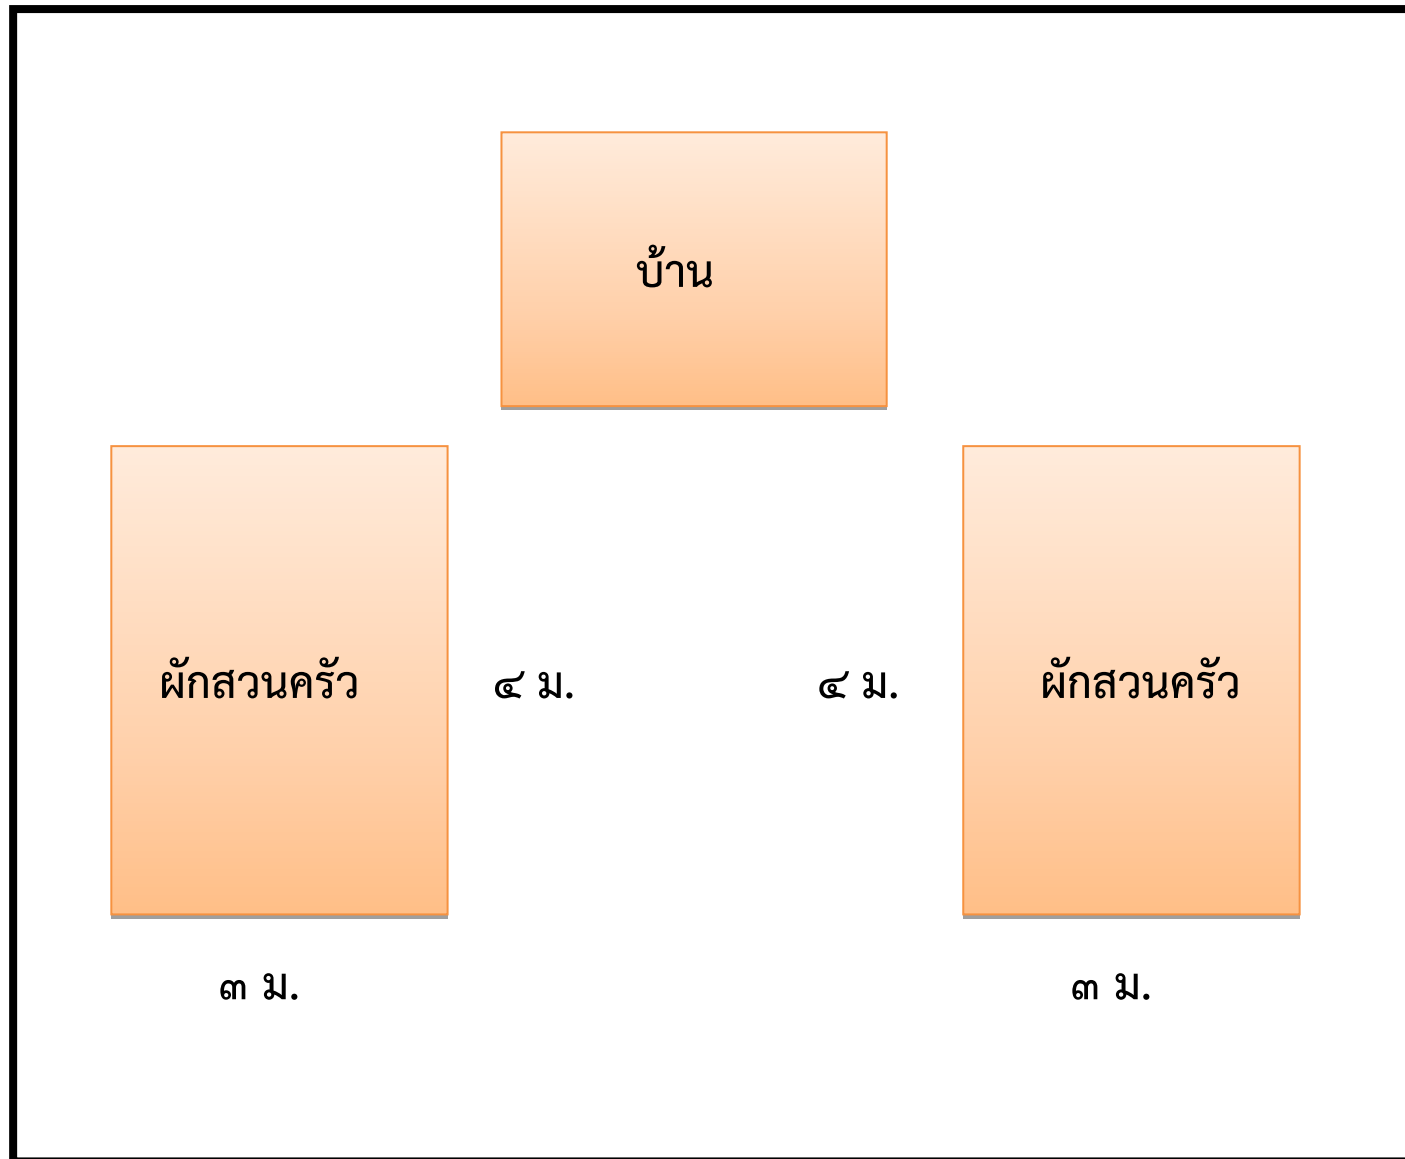 บ้าน
ผักสวนครัว ๔ ม. ๔ ม. ผักสวนครัว
๓ ม. ๓ ม.